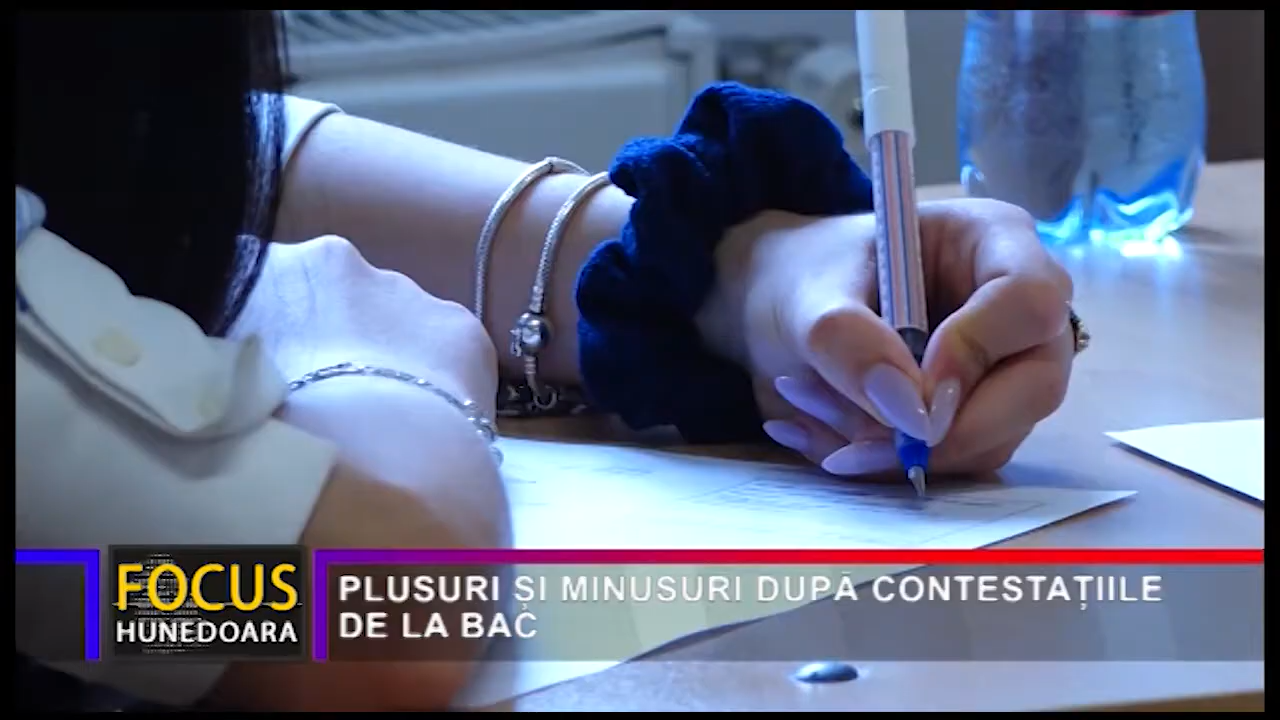 FOCUS
HUNEDOARA
PLUSURI ȘI MINUSURI DUPĂ CONTESTAȚIILE
DE LA BAC